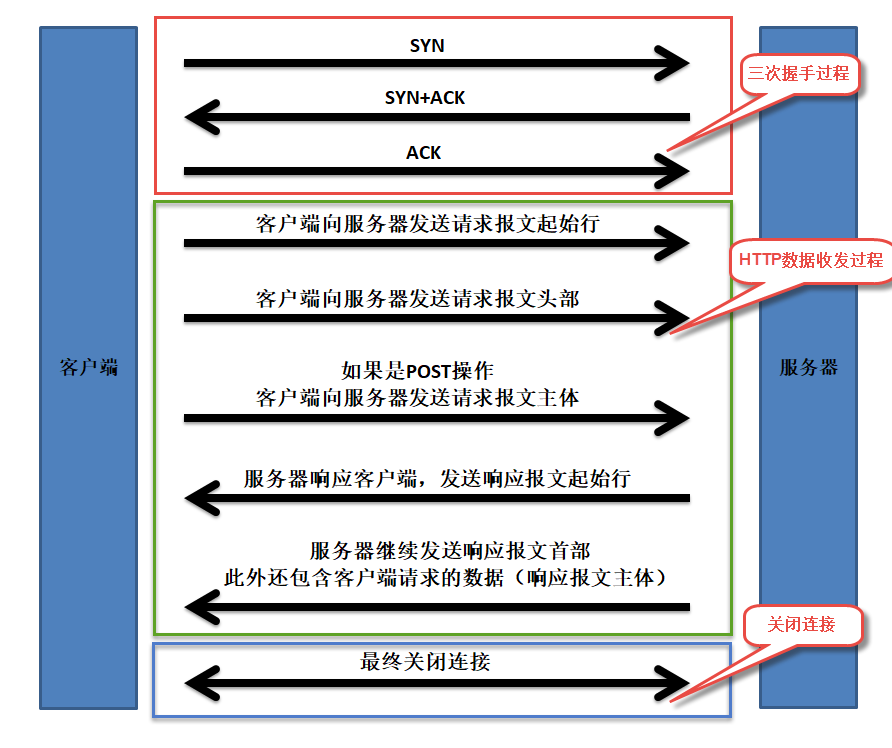 SYN
三次握手过程
SYN+ACK
ACK
客户端向服务器发送请求报文起始行
HTTP数据收发过程
客户端向服务器发送请求报文头部
客户端
如果是POST操作
客户端向服务器发送请求报文主体
服务器
服务器响应客户端，发送响应报文起始行
服务器继续发送响应报文首部
此外还包含客户端请求的数据（响应报文主体）
关闭连接
最终关闭连接